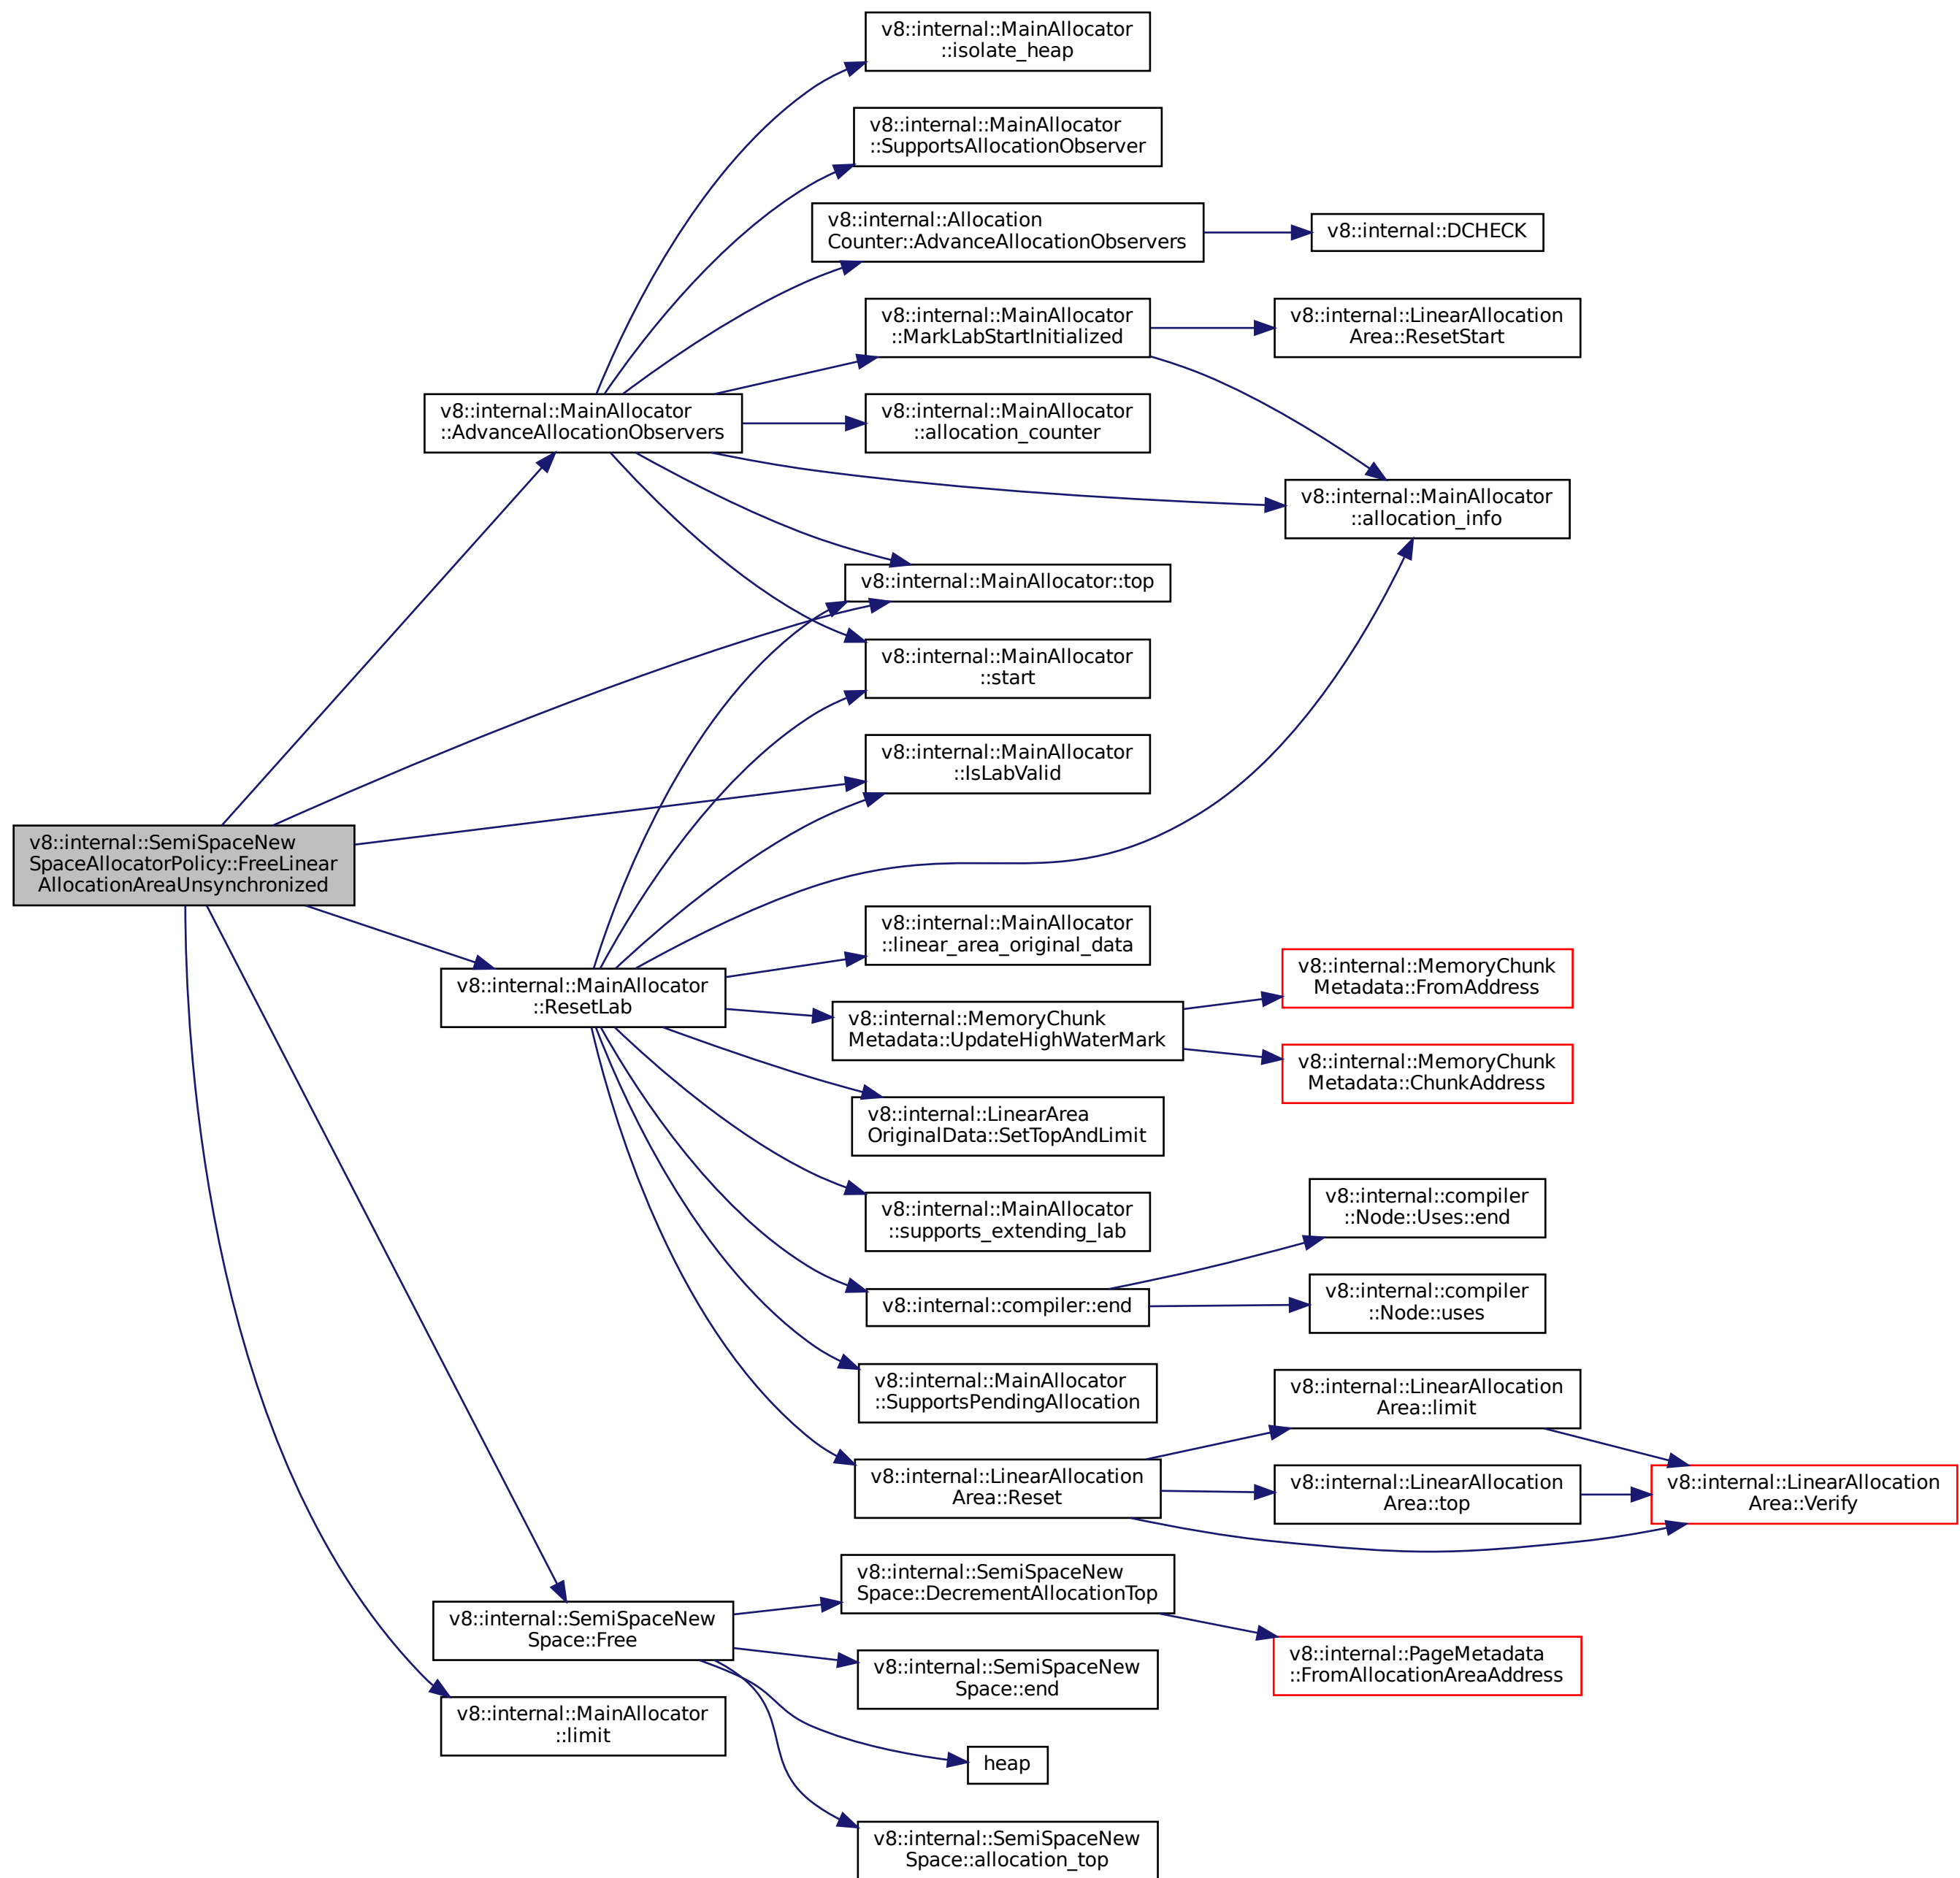 v8::internal::MainAllocator
::isolate_heap
v8::internal::MainAllocator
::SupportsAllocationObserver
v8::internal::Allocation
Counter::AdvanceAllocationObservers
v8::internal::DCHECK
v8::internal::MainAllocator
::MarkLabStartInitialized
v8::internal::LinearAllocation
Area::ResetStart
v8::internal::MainAllocator
::AdvanceAllocationObservers
v8::internal::MainAllocator
::allocation_counter
v8::internal::MainAllocator
::allocation_info
v8::internal::MainAllocator::top
v8::internal::MainAllocator
::start
v8::internal::MainAllocator
::IsLabValid
v8::internal::SemiSpaceNew
SpaceAllocatorPolicy::FreeLinear
AllocationAreaUnsynchronized
v8::internal::MainAllocator
::linear_area_original_data
v8::internal::MainAllocator
::ResetLab
v8::internal::MemoryChunk
Metadata::FromAddress
v8::internal::MemoryChunk
Metadata::UpdateHighWaterMark
v8::internal::MemoryChunk
Metadata::ChunkAddress
v8::internal::LinearArea
OriginalData::SetTopAndLimit
v8::internal::MainAllocator
::supports_extending_lab
v8::internal::compiler
::Node::Uses::end
v8::internal::compiler::end
v8::internal::compiler
::Node::uses
v8::internal::MainAllocator
::SupportsPendingAllocation
v8::internal::LinearAllocation
Area::limit
v8::internal::LinearAllocation
Area::Reset
v8::internal::LinearAllocation
Area::top
v8::internal::LinearAllocation
Area::Verify
v8::internal::SemiSpaceNew
Space::DecrementAllocationTop
v8::internal::SemiSpaceNew
Space::Free
v8::internal::PageMetadata
::FromAllocationAreaAddress
v8::internal::SemiSpaceNew
Space::end
v8::internal::MainAllocator
::limit
heap
v8::internal::SemiSpaceNew
Space::allocation_top